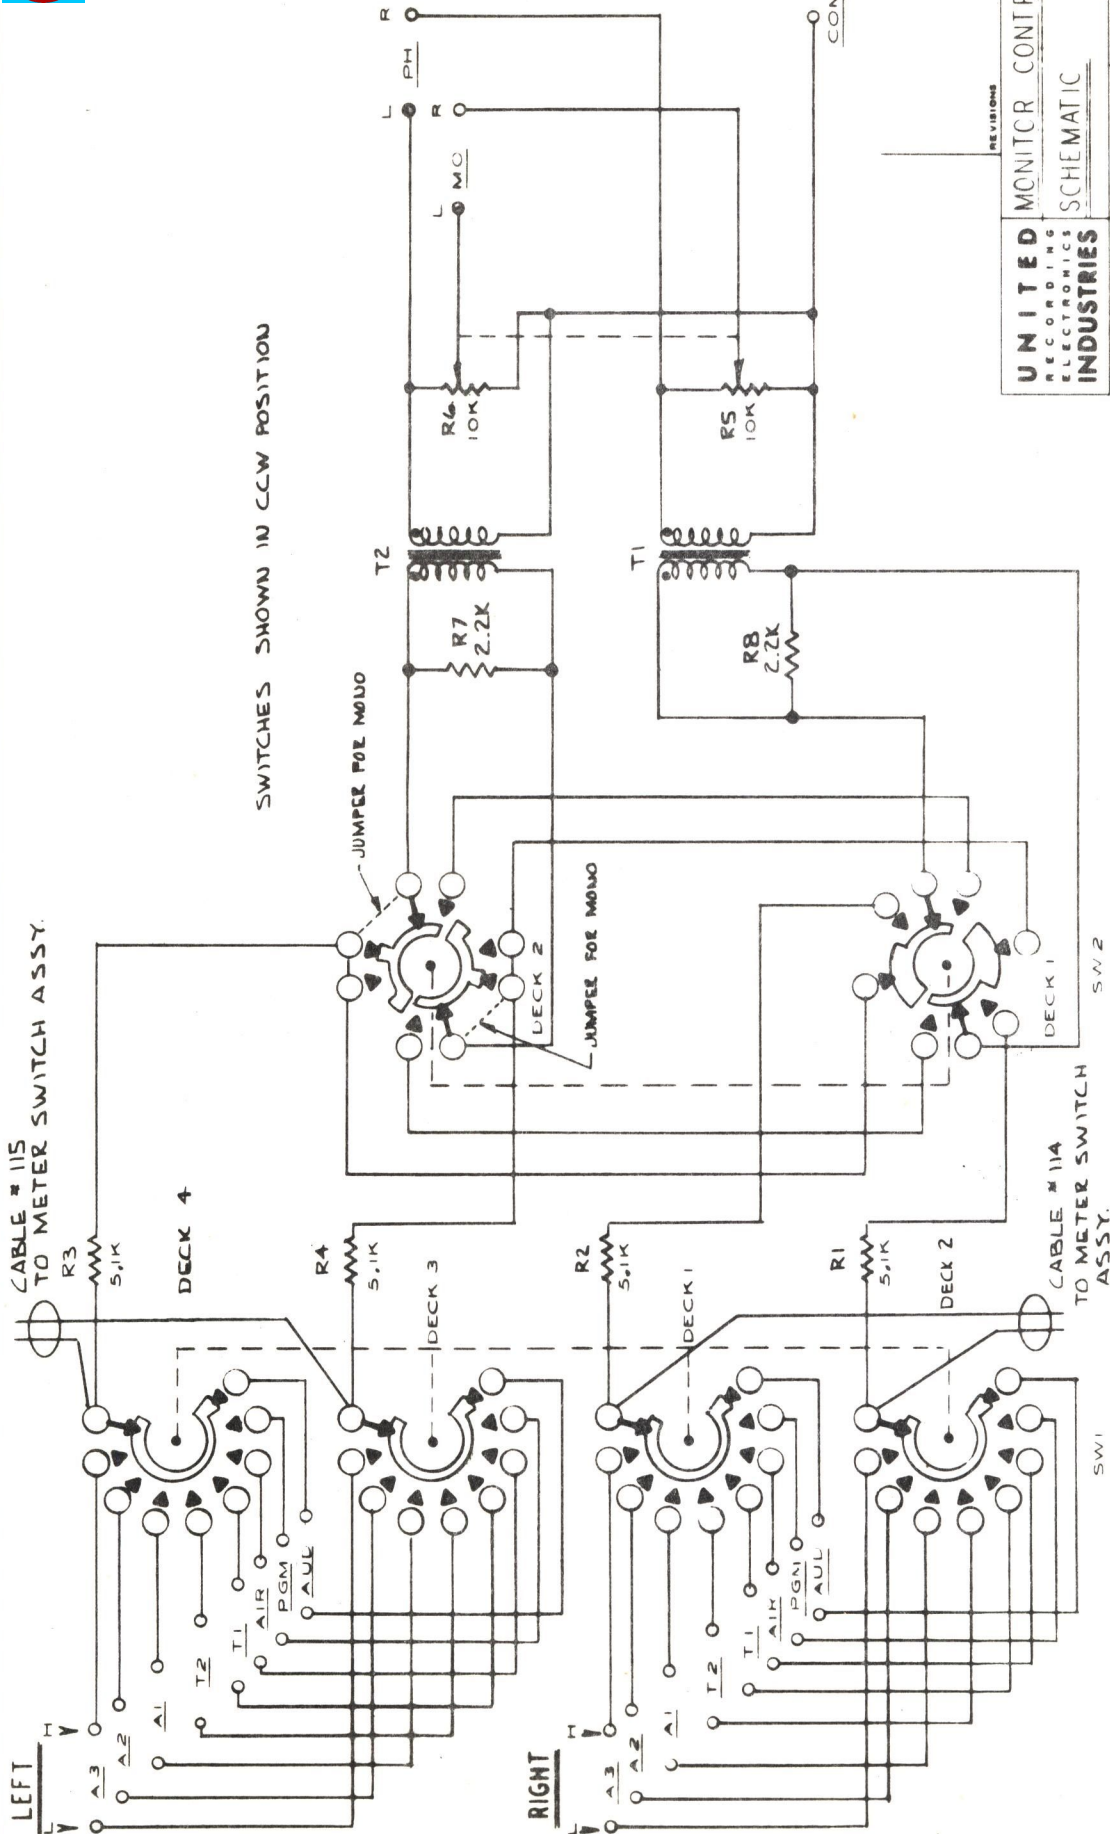 CABLE # 115
TO METER SWITCH ASSY.
SWITCHES SHOWN IN CCW POSITION
LEFT
L
H
A3
A2
A1
T2
T1
AIR
PGM
AUD
R3
5.1K
DECK 4
R4
5.1K
DECK 3
RIGHT
L
H
A3
A2
A1
T2
T1
AIR
PGM
AUD
R2
5.1K
DECK 1
R1
5.1K
DECK 2
SW1
CABLE # 114
TO METER SWITCH
ASSY.
JUMPER FOR MONO
DECK 2
JUMPER FOR MONO
DECK 1
SW2
T2
R7
2.2K
T1
R8
2.2K
R6
10K
R5
10K
L
PH
R
L
MO
R
REVISIONS
UNITED
RECORDING
ELECTRONICS
INDUSTRIES
MONITOR
SCHEMATIC